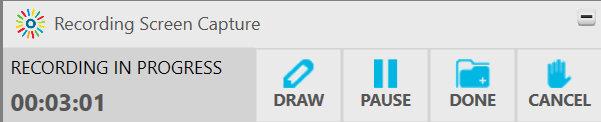 Recording Screen Capture
RECORDING IN PROGRESS
00:03:01
DRAW
PAUSE
DONE
CANCEL